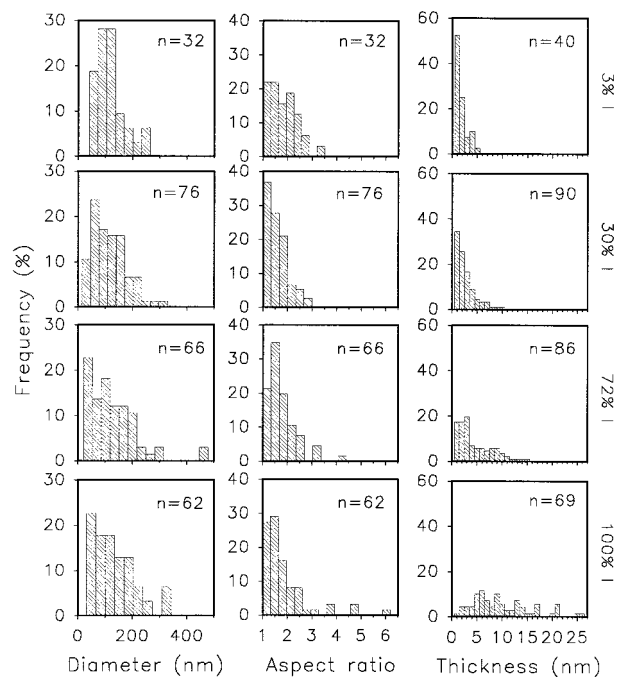 n=32 n=32 n=40
30 40 60
20 30 40
10 20 20
0 10 0
0
3% I
n=76 n=76 n=90
30 40 60
20 30 40
10 20 20
0 10 0
0
30% I
Frequency (%)
n=66 n=66 n=86
30 40 60
20 30 40
10 20 20
0 10 0
0
72% I
n=62 n=62 n=69
30 40 60
20 30 40
10 20 20
0 10 0
0
100% I
0 200 400 1 2 3 4 5 6 0 5 10 15 20 25
Diameter (nm) Aspect ratio Thickness (nm)